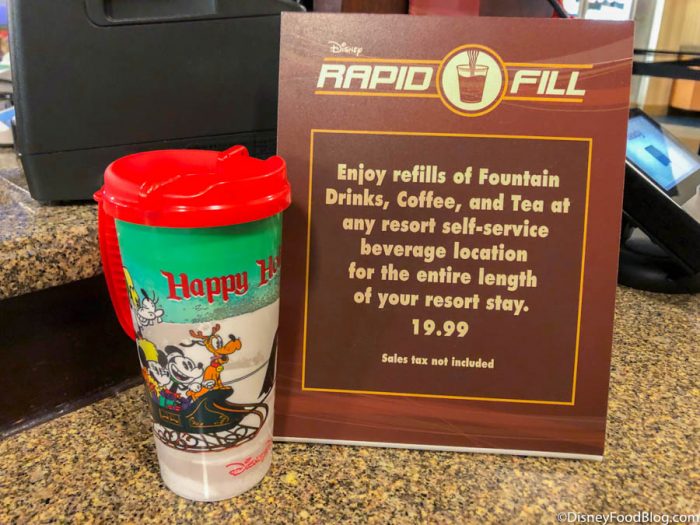 Disney
RAPID FILL
Enjoy refills of Fountain
Drinks, Coffee, and Tea at
any resort self-service
beverage location
for the entire length
of your resort stay.
19.99
Sales tax not included
Happy
©DisneyFoodBlog.com